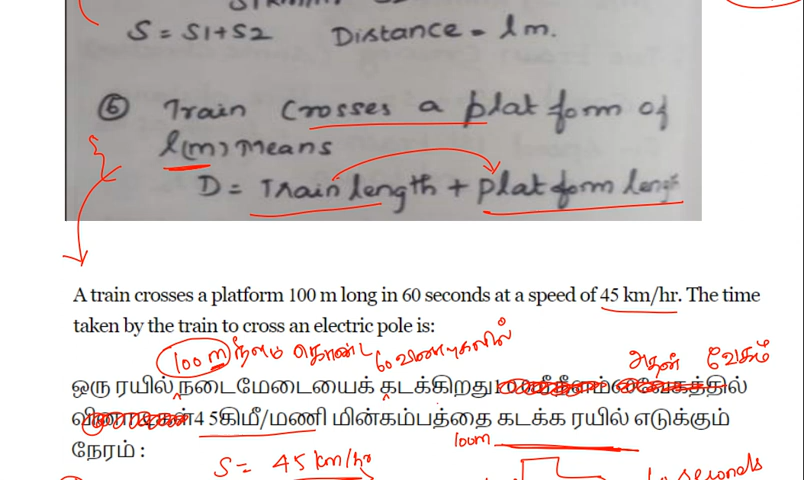 S = S1+S2 Distance = lm.
⑥ Train crosses a platform of
l(m) Means
D = Train length + Platform leng
A train crosses a platform 100 m long in 60 seconds at a speed of 45 km/hr. The time
taken by the train to cross an electric pole is:
100 m நீளம் கொண்ட 60 வினாடிகளில் அதன் வேகம்
ஒரு ரயில் நடைமேடையைக் கடக்கிறது
45கிமீ/மணி மின்கம்பத்தை கடக்க ரயில் எடுக்கும்
100m
நேரம் :
S = 45 km/hr
seconds